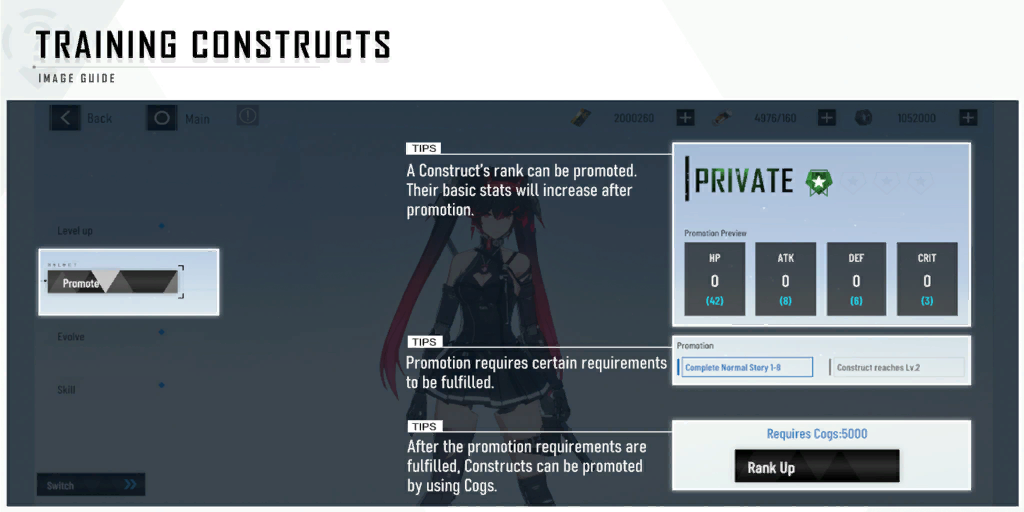 TRAINING CONSTRUCTS
IMAGE GUIDE
Back
Main
2000260
4976/160
1052000
TIPS
A Construct's rank can be promoted.
Their basic stats will increase after
promotion.
PRIVATE
Promotion Preview
HP
ATK
DEF
CRIT
0
0
0
0
(42)
(8)
(6)
(3)
Level up
SELECT
Promote
Evolve
Skill
TIPS
Promotion requires certain requirements
to be fulfilled.
Promotion
Complete Normal Story 1-6
Construct reaches Lv.2
TIPS
After the promotion requirements are
fulfilled, Constructs can be promoted
by using Cogs.
Requires Cogs:5000
Rank Up
Switch